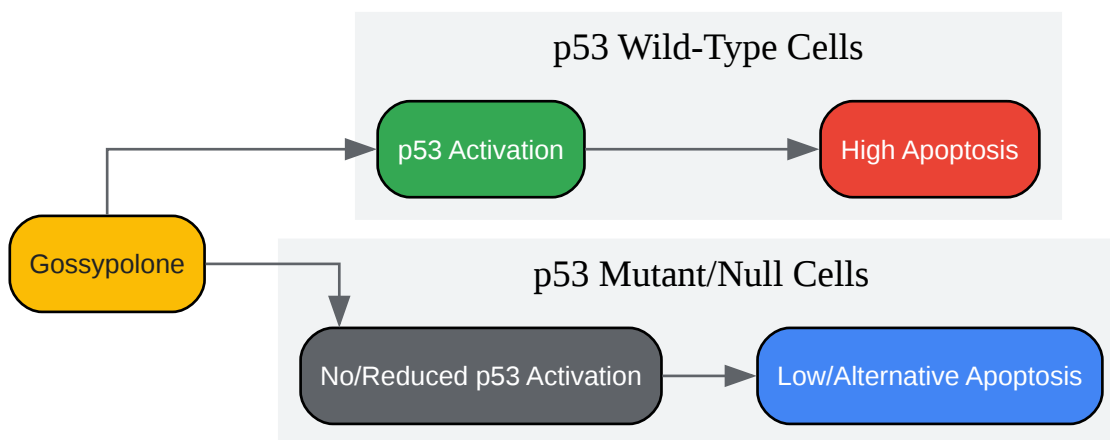 p53 Wild-Type Cells
p53 Activation
High Apoptosis
Gossypolone
p53 Mutant/Null Cells
No/Reduced p53 Activation
Low/Alternative Apoptosis